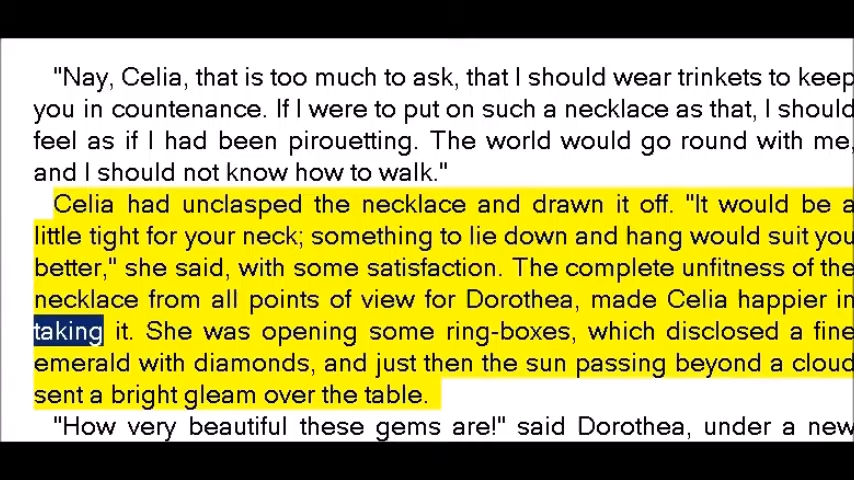 "Nay, Celia, that is too much to ask, that I should wear trinkets to keep
you in countenance. If I were to put on such a necklace as that, I should
feel as if I had been pirouetting. The world would go round with me,
and I should not know how to walk."
Celia had unclasped the necklace and drawn it off. "It would be a
little tight for your neck; something to lie down and hang would suit you
better," she said, with some satisfaction. The complete unfitness of the
necklace from all points of view for Dorothea, made Celia happier in
taking it. She was opening some ring-boxes, which disclosed a fine
emerald with diamonds, and just then the sun passing beyond a cloud
sent a bright gleam over the table.
"How very beautiful these gems are!" said Dorothea, under a new